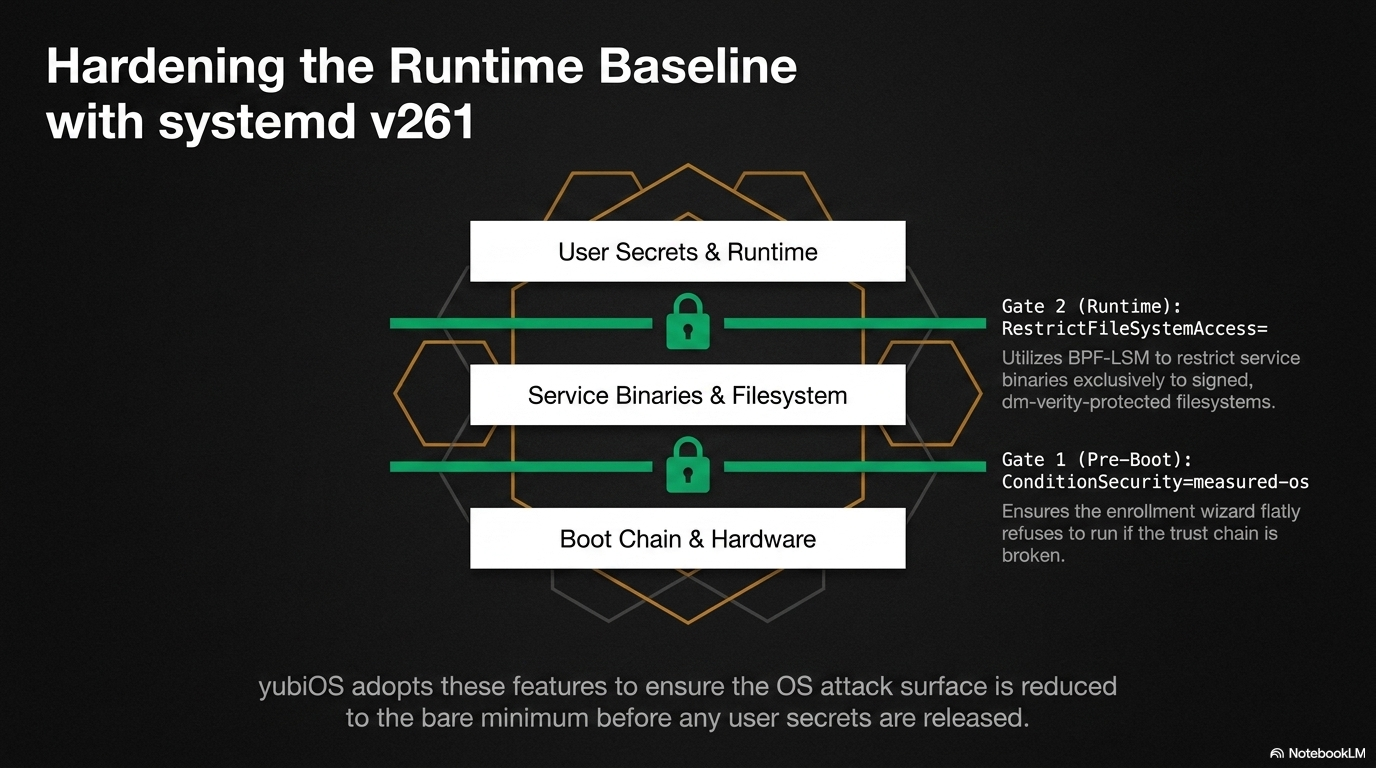 Hardening the Runtime Baseline
with systemd v261
User Secrets & Runtime
Gate 2 (Runtime):
RestrictFileSystemAccess=
Utilizes BPF-LSM to restrict service
binaries exclusively to signed,
dm-verity-protected filesystems.
Service Binaries & Filesystem
Gate 1 (Pre-Boot):
ConditionSecurity=measured-os
Ensures the enrollment wizard flatly
refuses to run if the trust chain is
broken.
Boot Chain & Hardware
yubiOS adopts these features to ensure the OS attack surface is reduced
to the bare minimum before any user secrets are released.
NotebookLM